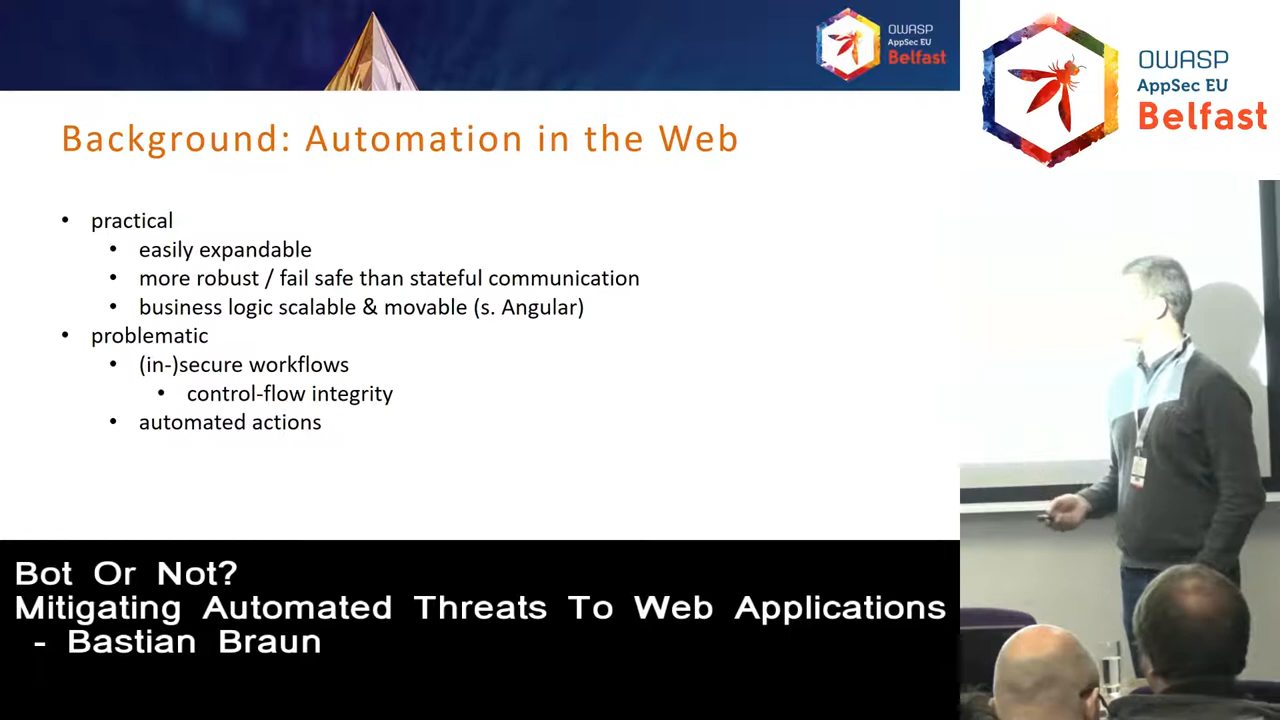 OWASP
AppSec EU
Belfast
OWASP
AppSec EU
Belfast
Background: Automation in the Web
• practical
• easily expandable
• more robust / fail safe than stateful communication
• business logic scalable & movable (s. Angular)
• problematic
• (in-)secure workflows
• control-flow integrity
• automated actions
Bot Or Not?
Mitigating Automated Threats To Web Applications
- Bastian Braun